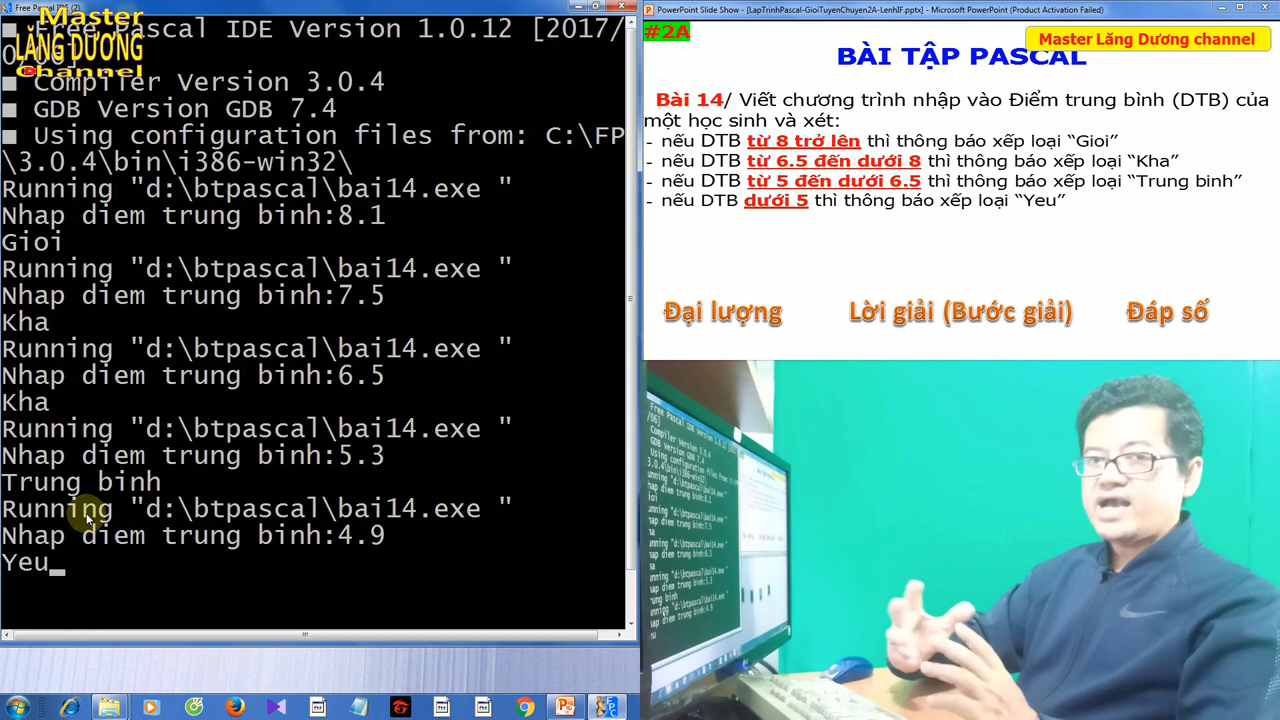 Free Pascal IDE (2)
Master
LĂNG DƯƠNG
Channel
Free Pascal IDE Version 1.0.12 [2017/
Compiler Version 3.0.4
GDB Version GDB 7.4
Using configuration files from: C:\FP
\3.0.4\bin\i386-win32\
Running "d:\btpascal\bai14.exe "
Nhap diem trung binh:8.1
Gioi
Running "d:\btpascal\bai14.exe "
Nhap diem trung binh:7.5
Kha
Running "d:\btpascal\bai14.exe "
Nhap diem trung binh:6.5
Kha
Running "d:\btpascal\bai14.exe "
Nhap diem trung binh:5.3
Trung binh
Running "d:\btpascal\bai14.exe "
Nhap diem trung binh:4.9
Yeu_
PowerPoint Slide Show - [LapTrinhPascal-GioiTuyenChuyen2A-LenhIF.pptx] - Microsoft PowerPoint (Product Activation Failed)
#2A
Master Lăng Dương channel
BÀI TẬP PASCAL
Bài 14/ Viết chương trình nhập vào Điểm trung bình (DTB) của
một học sinh và xét:
- nếu DTB từ 8 trở lên thì thông báo xếp loại “Gioi”
- nếu DTB từ 6.5 đến dưới 8 thì thông báo xếp loại “Kha”
- nếu DTB từ 5 đến dưới 6.5 thì thông báo xếp loại “Trung binh”
- nếu DTB dưới 5 thì thông báo xếp loại “Yeu”
Đại lượng Lời giải (Bước giải) Đáp số